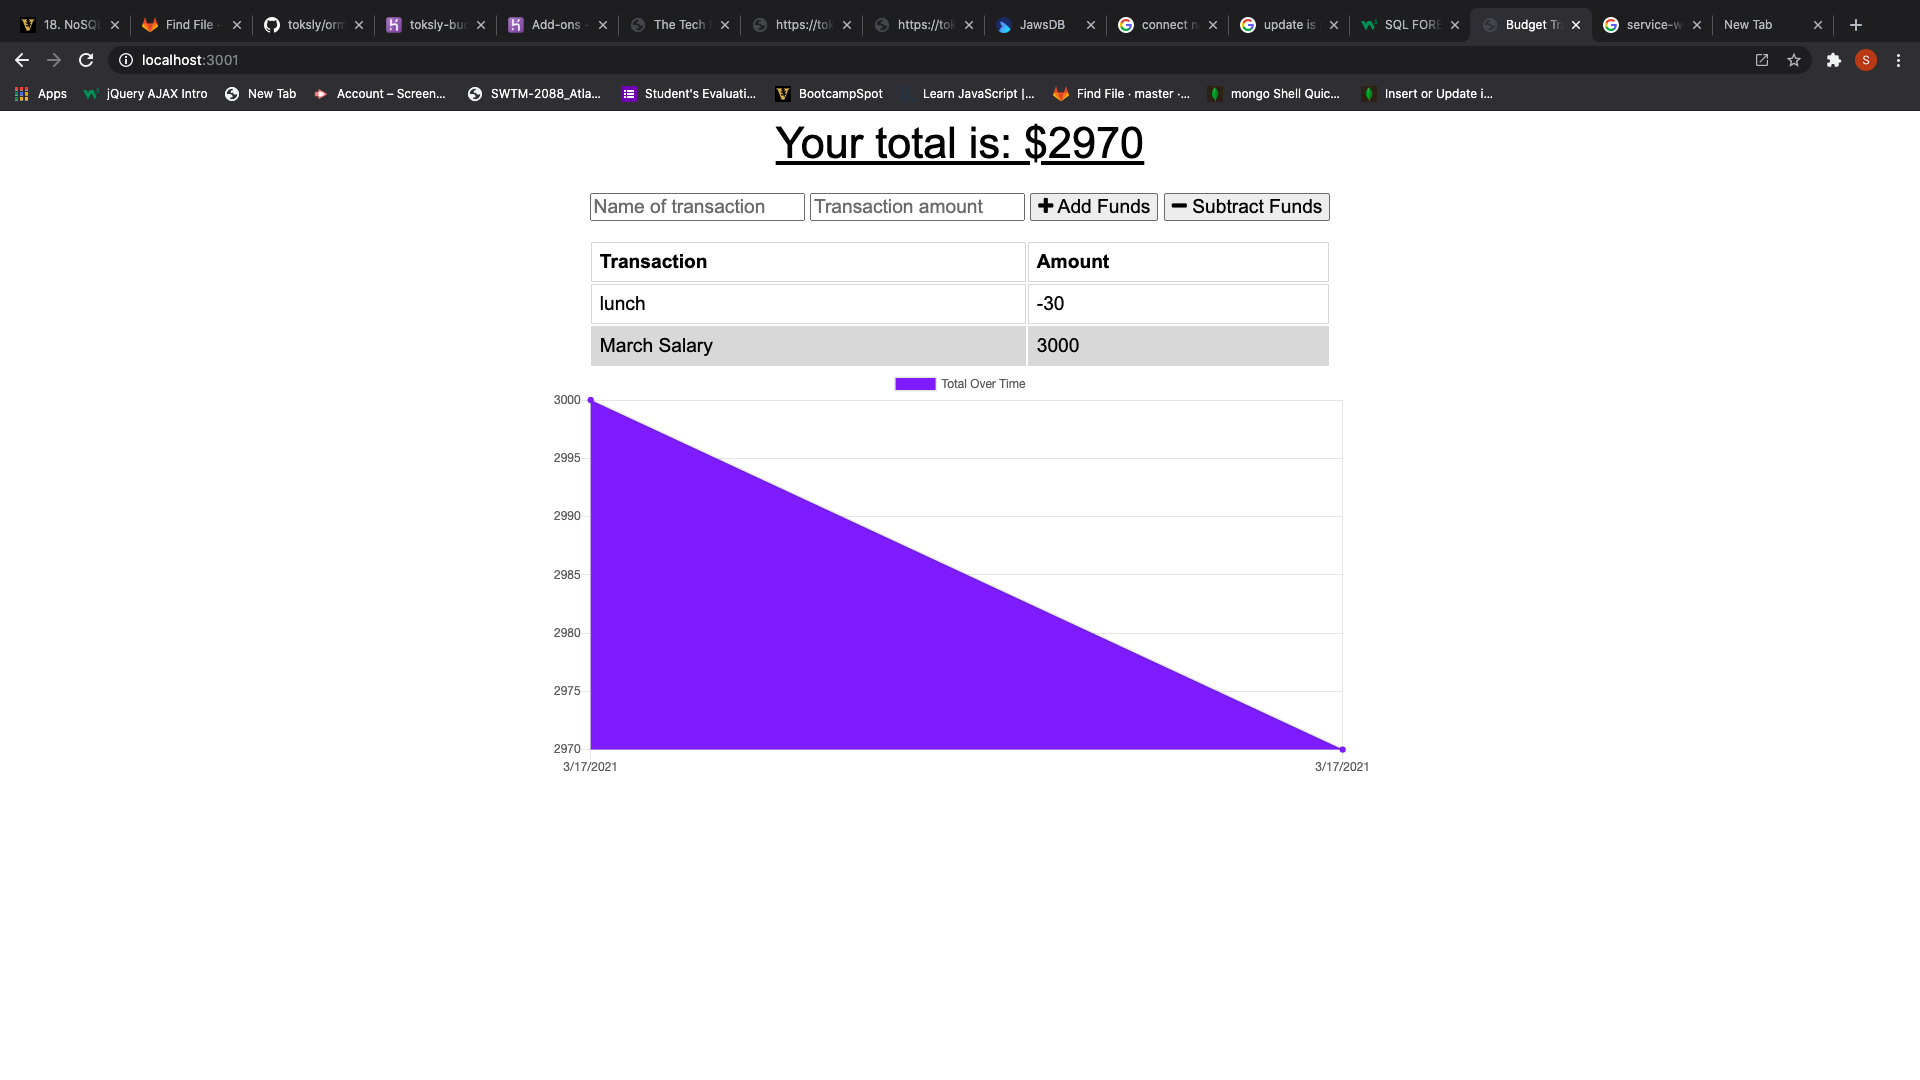 18. NoSQL Find File · toksly/orm toksly-bud Add-ons - The Tech https://tok https://tok JawsDB connect n update is SQL FORE Budget Tr service-w New Tab
localhost:3001
Apps jQuery AJAX Intro New Tab Account – Screen... SWTM-2088_Atla... Student's Evaluati... BootcampSpot Learn JavaScript |... Find File · master ·... mongo Shell Quic... Insert or Update i...
S
Your total is: $2970
Name of transaction Transaction amount Add Funds Subtract Funds
Transaction Amount
lunch -30
March Salary 3000
Total Over Time
3000
2995
2990
2985
2980
2975
2970
3/17/2021 3/17/2021